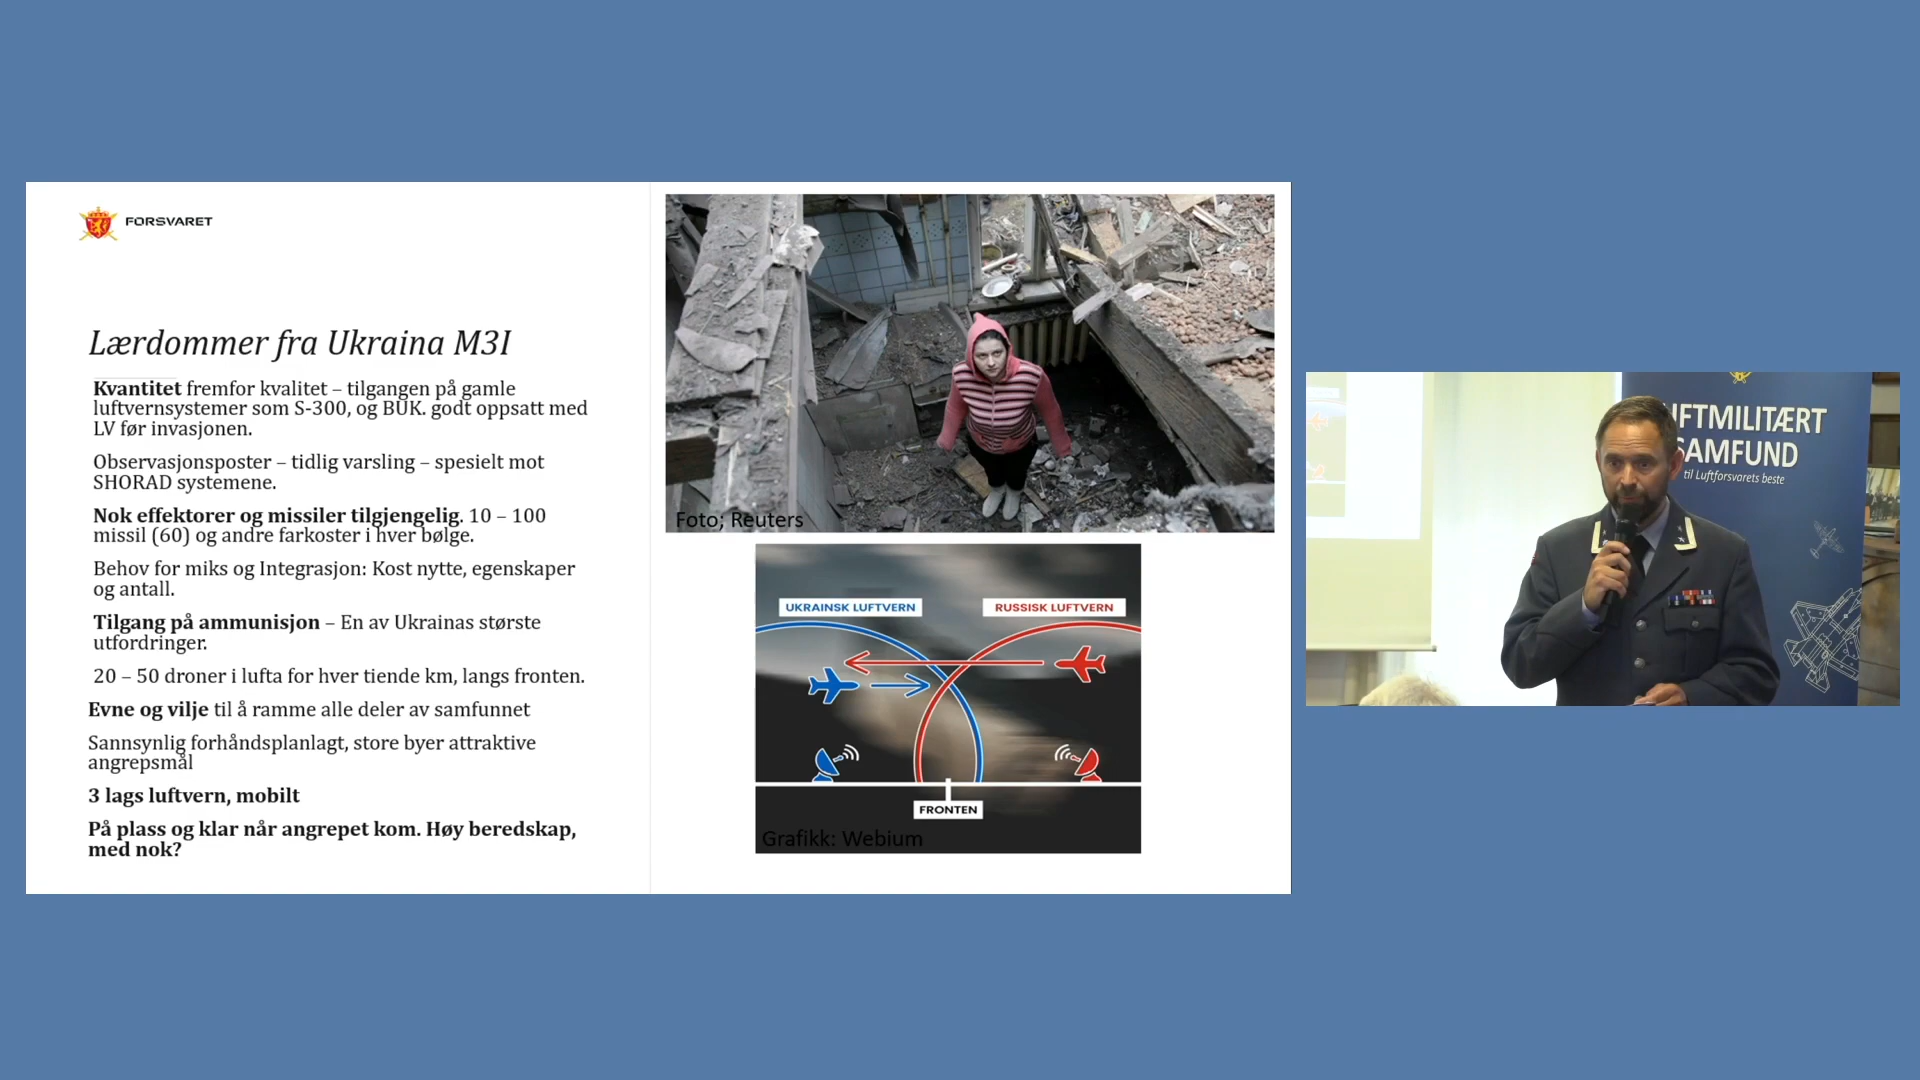 FORSVARET
Lærdommer fra Ukraina M3I
Kvantitet fremfor kvalitet – tilgangen på gamle
luftvernsystemer som S-300, og BUK. godt oppsatt med
LV før invasjonen.
Observasjonsposter – tidlig varsling – spesielt mot
SHORAD systemene.
Nok effektorer og missiler tilgjengelig. 10 – 100
missil (60) og andre farkoster i hver bølge.
Behov for miks og Integrasjon: Kost nytte, egenskaper
og antall.
Tilgang på ammunisjon – En av Ukrainas største
utfordringer.
20 – 50 droner i lufta for hver tiende km, langs fronten.
Evne og vilje til å ramme alle deler av samfunnet
Sannsynlig forhåndsplanlagt, store byer attraktive
angrepsmål
3 lags luftvern, mobilt
På plass og klar når angrepet kom. Høy beredskap,
med nok?
Foto; Reuters
UKRAINSK LUFTVERN
RUSSISK LUFTVERN
FRONTEN
Grafikk: Webium
UFTMILITÆRT
SAMFUND
til Luftforsvarets beste